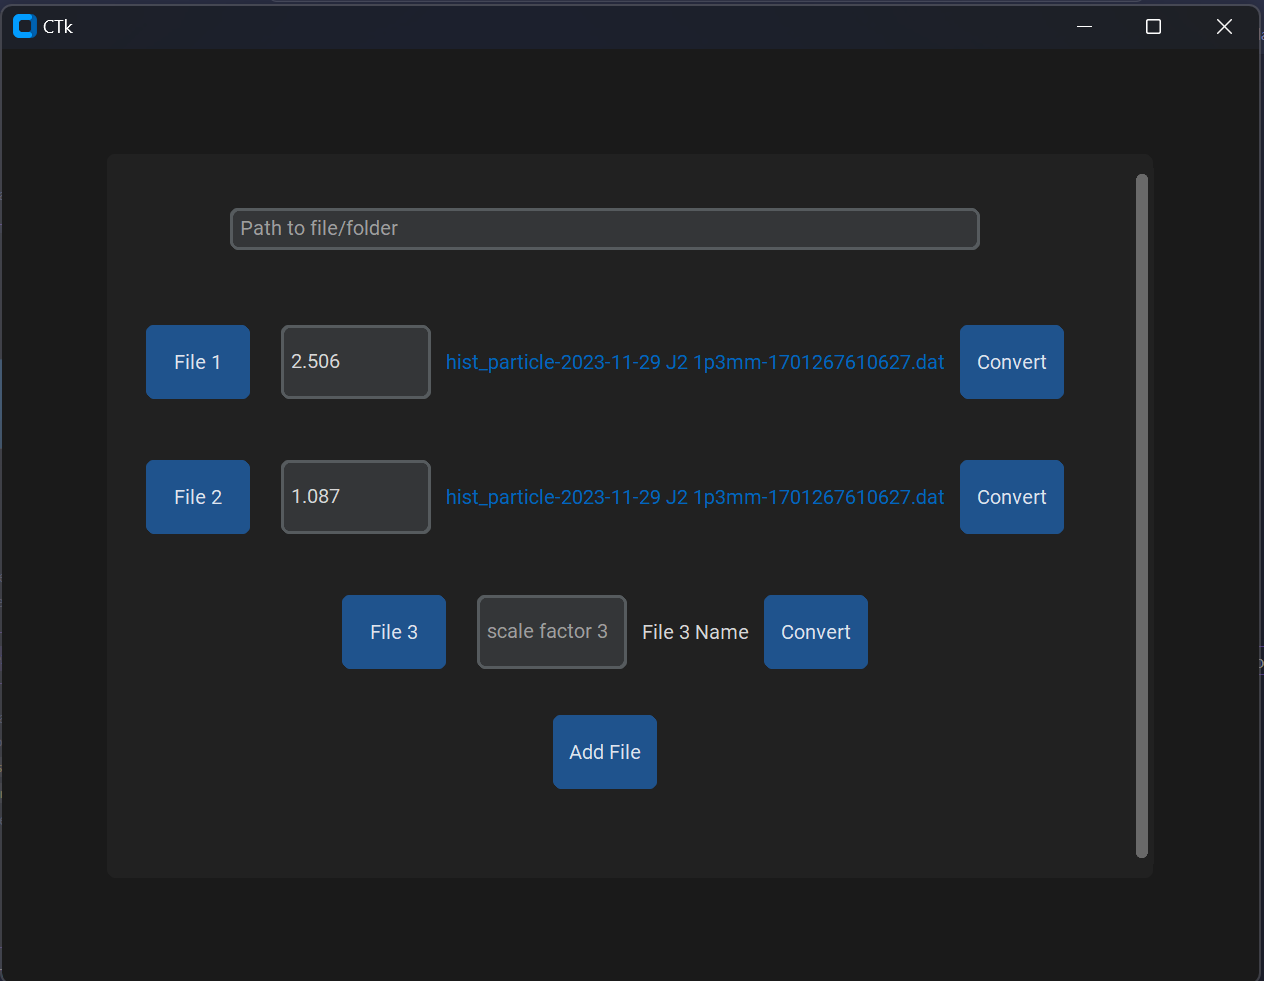 CTk
Path to file/folder
File 1 2.506 hist_particle-2023-11-29 J2 1p3mm-1701267610627.dat Convert
File 2 1.087 hist_particle-2023-11-29 J2 1p3mm-1701267610627.dat Convert
File 3 scale factor 3 File 3 Name Convert
Add File